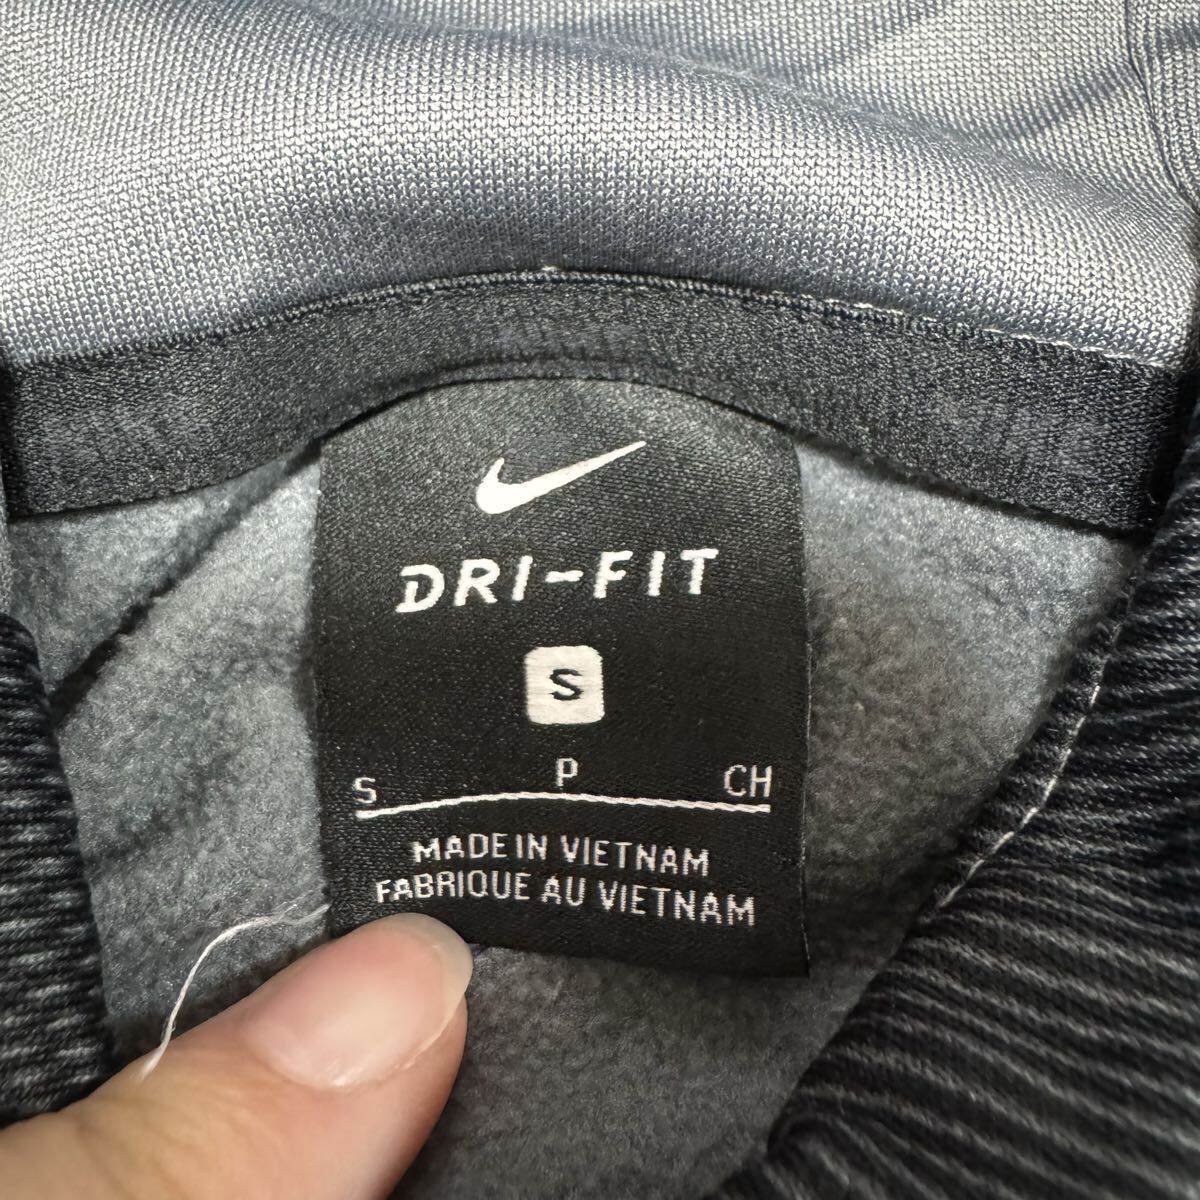 DRI-FIT
S
S P CH
MADE IN VIETNAM
FABRIQUE AU VIETNAM